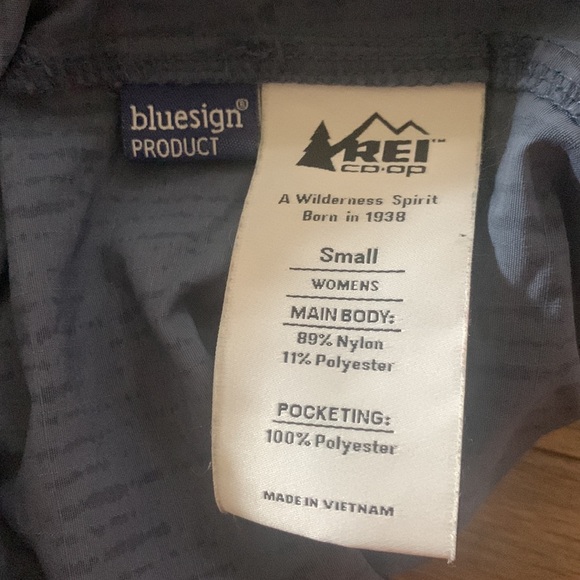 bluesign®
PRODUCT
REI™
CO·OP
A Wilderness Spirit
Born in 1938
Small
WOMENS
MAIN BODY:
89% Nylon
11% Polyester
POCKETING:
100% Polyester
MADE IN VIETNAM